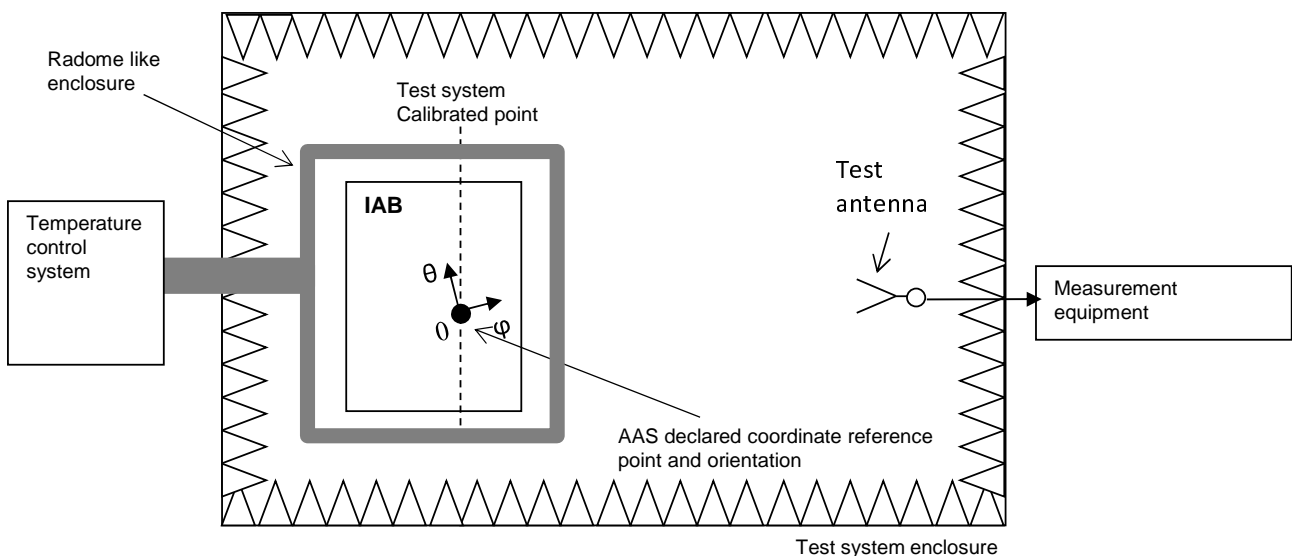 Radome like
enclosure
Test system
Calibrated point
Test
antenna
IAB
Temperature
control
system
θ
0
φ
Measurement
equipment
AAS declared coordinate reference
point and orientation
Test system enclosure